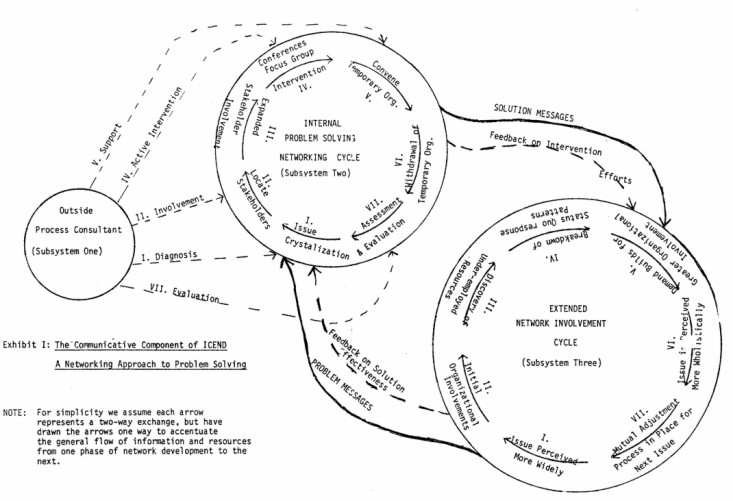 V. Support
IV. Active Intervention
II. Involvement
I. Diagnosis
VII. Evaluation
Outside
Process Consultant
(Subsystem One)
INTERNAL
PROBLEM SOLVING
NETWORKING CYCLE
(Subsystem Two)
I.
Issue
Crystalization
II.
Locate
Stakeholders
III.
Expanded
Stakeholder
Involvement
Conferences
Focus Group
Intervention
IV.
Convene
Temporary Org.
V.
VI.
Withdrawal of
Temporary Org.
VII.
Assessment
& Evaluation
SOLUTION MESSAGES
Feedback on Intervention
Efforts
Feedback on Solution
Effectiveness
PROBLEM MESSAGES
EXTENDED
NETWORK INVOLVEMENT
CYCLE
(Subsystem Three)
I.
Issue Perceived
More Widely
II.
Initial
Organizational
Involvements
III.
Discovery of
Under-employed
Resources
IV.
Breakdown of
Status Quo response
Patterns
V.
Demand Builds for
Greater Organizational
Involvement
VI.
Issue is Perceived
More Wholistically
VII.
Mutual Adjustment
Process in Place for
Next Issue
Exhibit I: The Communicative Component of ICEND
A Networking Approach to Problem Solving
NOTE: For simplicity we assume each arrow
represents a two-way exchange, but have
drawn the arrows one way to accentuate
the general flow of information and resources
from one phase of network development to the
next.